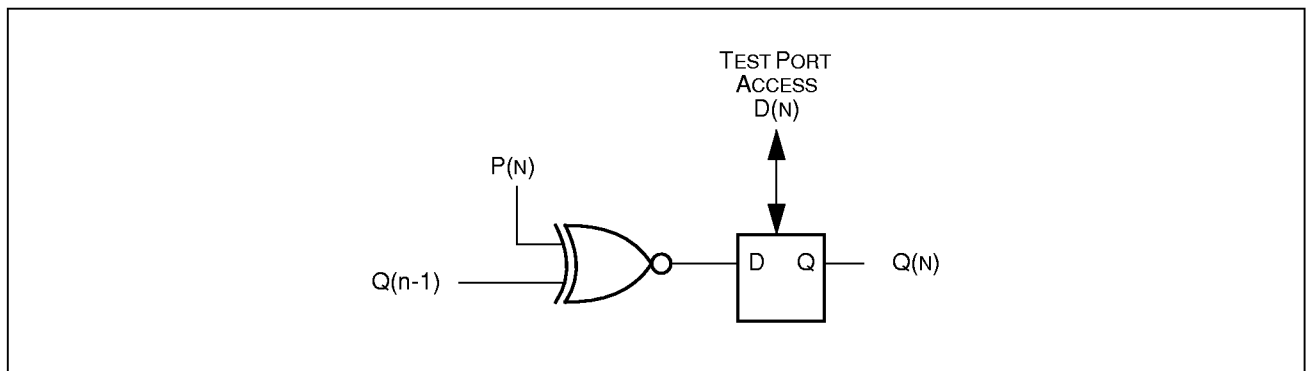 TEST PORT
ACCESS
D(N)
P(N)
Q(n-1)
D
Q
Q(N)